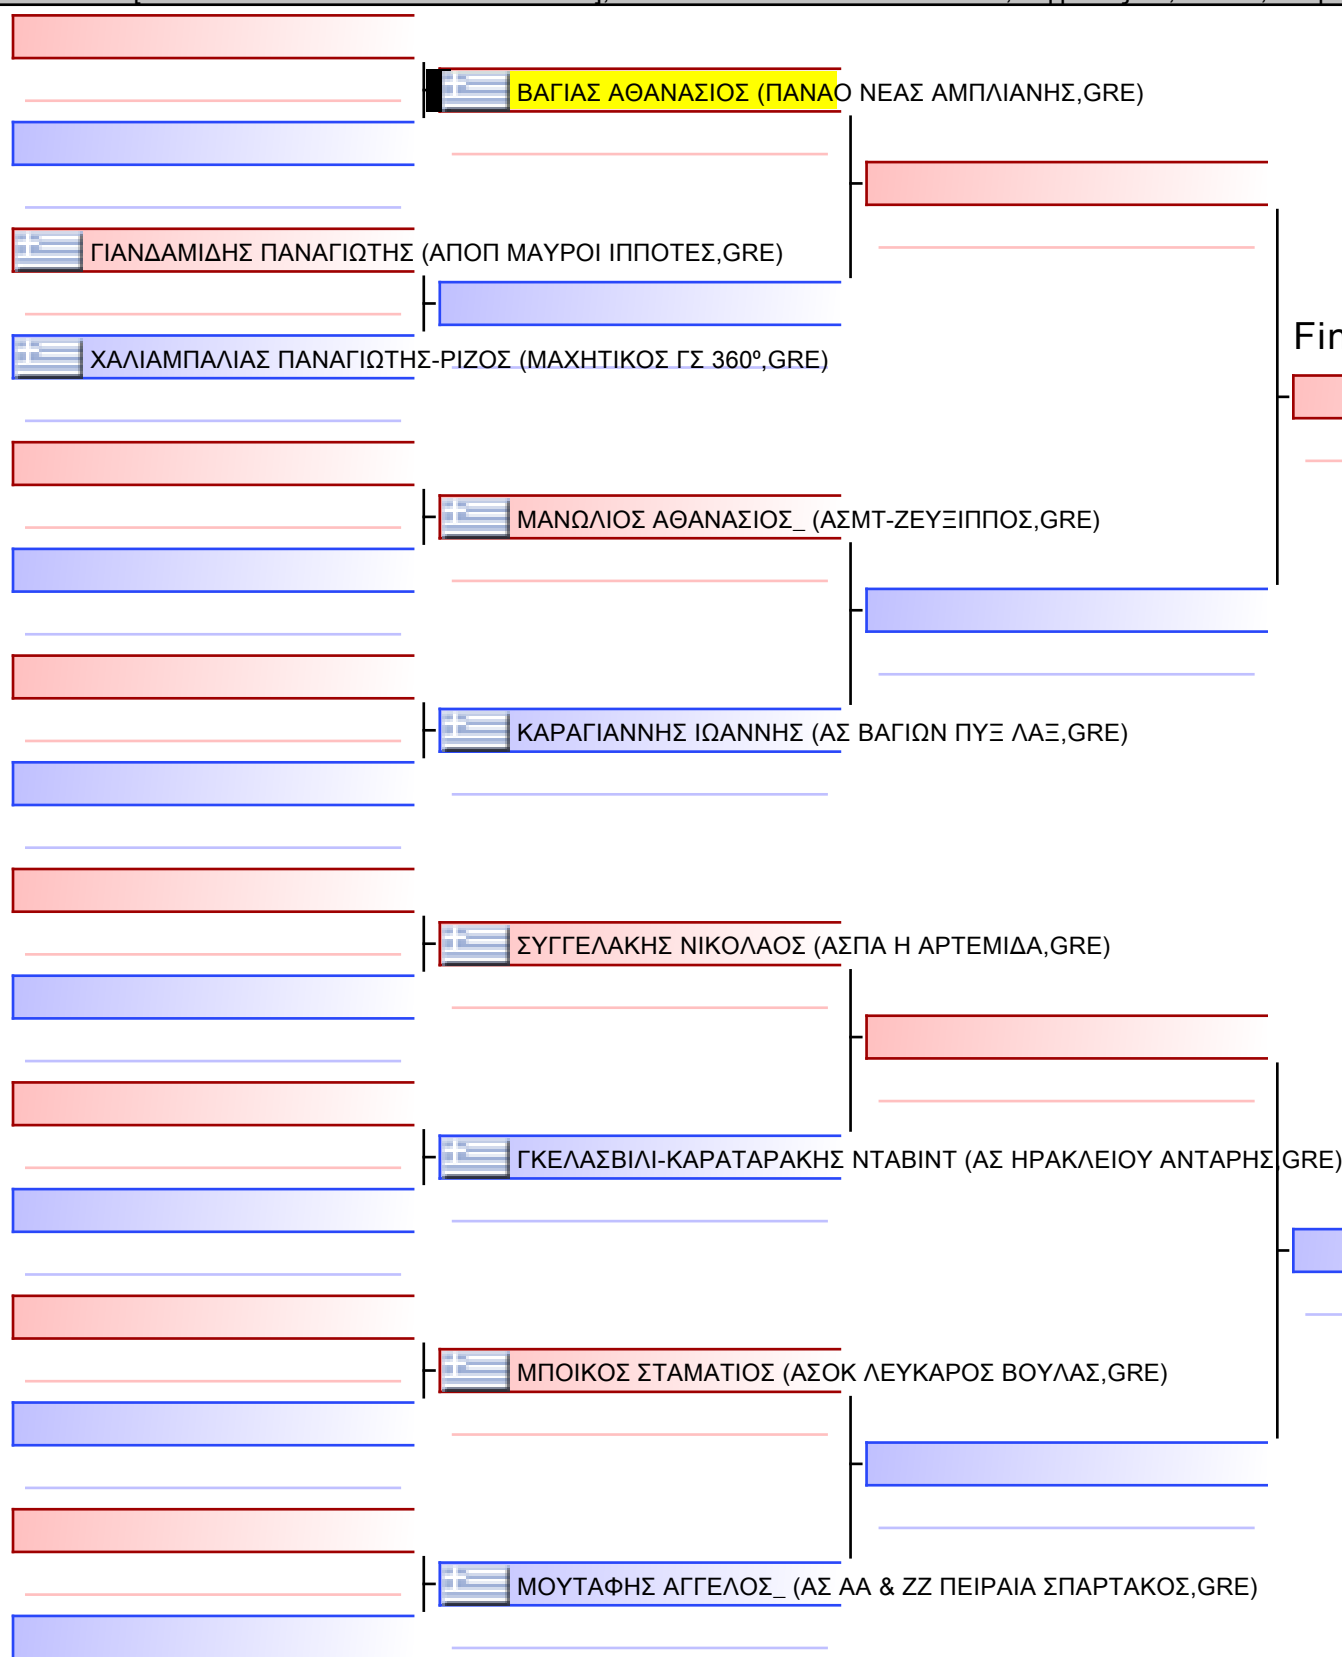 ΒΑΓΙΑΣ ΑΘΑΝΑΣΙΟΣ (ΠΑΝΑΟ ΝΕΑΣ ΑΜΠΛΙΑΝΗΣ,GRE)
ΓΙΑΝΔΑΜΙΔΗΣ ΠΑΝΑΓΙΩΤΗΣ (ΑΠΟΠ ΜΑΥΡΟΙ ΙΠΠΟΤΕΣ,GRE)
ΧΑΛΙΑΜΠΑΛΙΑΣ ΠΑΝΑΓΙΩΤΗΣ-ΡΙΖΟΣ (ΜΑΧΗΤΙΚΟΣ ΓΣ 360º,GRE)
ΜΑΝΩΛΙΟΣ ΑΘΑΝΑΣΙΟΣ_ (ΑΣΜΤ-ΖΕΥΞΙΠΠΟΣ,GRE)
ΚΑΡΑΓΙΑΝΝΗΣ ΙΩΑΝΝΗΣ (ΑΣ ΒΑΓΙΩΝ ΠΥΞ ΛΑΞ,GRE)
ΣΥΓΓΕΛΑΚΗΣ ΝΙΚΟΛΑΟΣ (ΑΣΠΑ Η ΑΡΤΕΜΙΔΑ,GRE)
ΓΚΕΛΑΣΒΙΛΙ-ΚΑΡΑΤΑΡΑΚΗΣ ΝΤΑΒΙΝΤ (ΑΣ ΗΡΑΚΛΕΙΟΥ ΑΝΤΑΡΗΣ,GRE)
ΜΠΟΙΚΟΣ ΣΤΑΜΑΤΙΟΣ (ΑΣΟΚ ΛΕΥΚΑΡΟΣ ΒΟΥΛΑΣ,GRE)
ΜΟΥΤΑΦΗΣ ΑΓΓΕΛΟΣ_ (ΑΣ ΑΑ & ΖΖ ΠΕΙΡΑΙΑ ΣΠΑΡΤΑΚΟΣ,GRE)